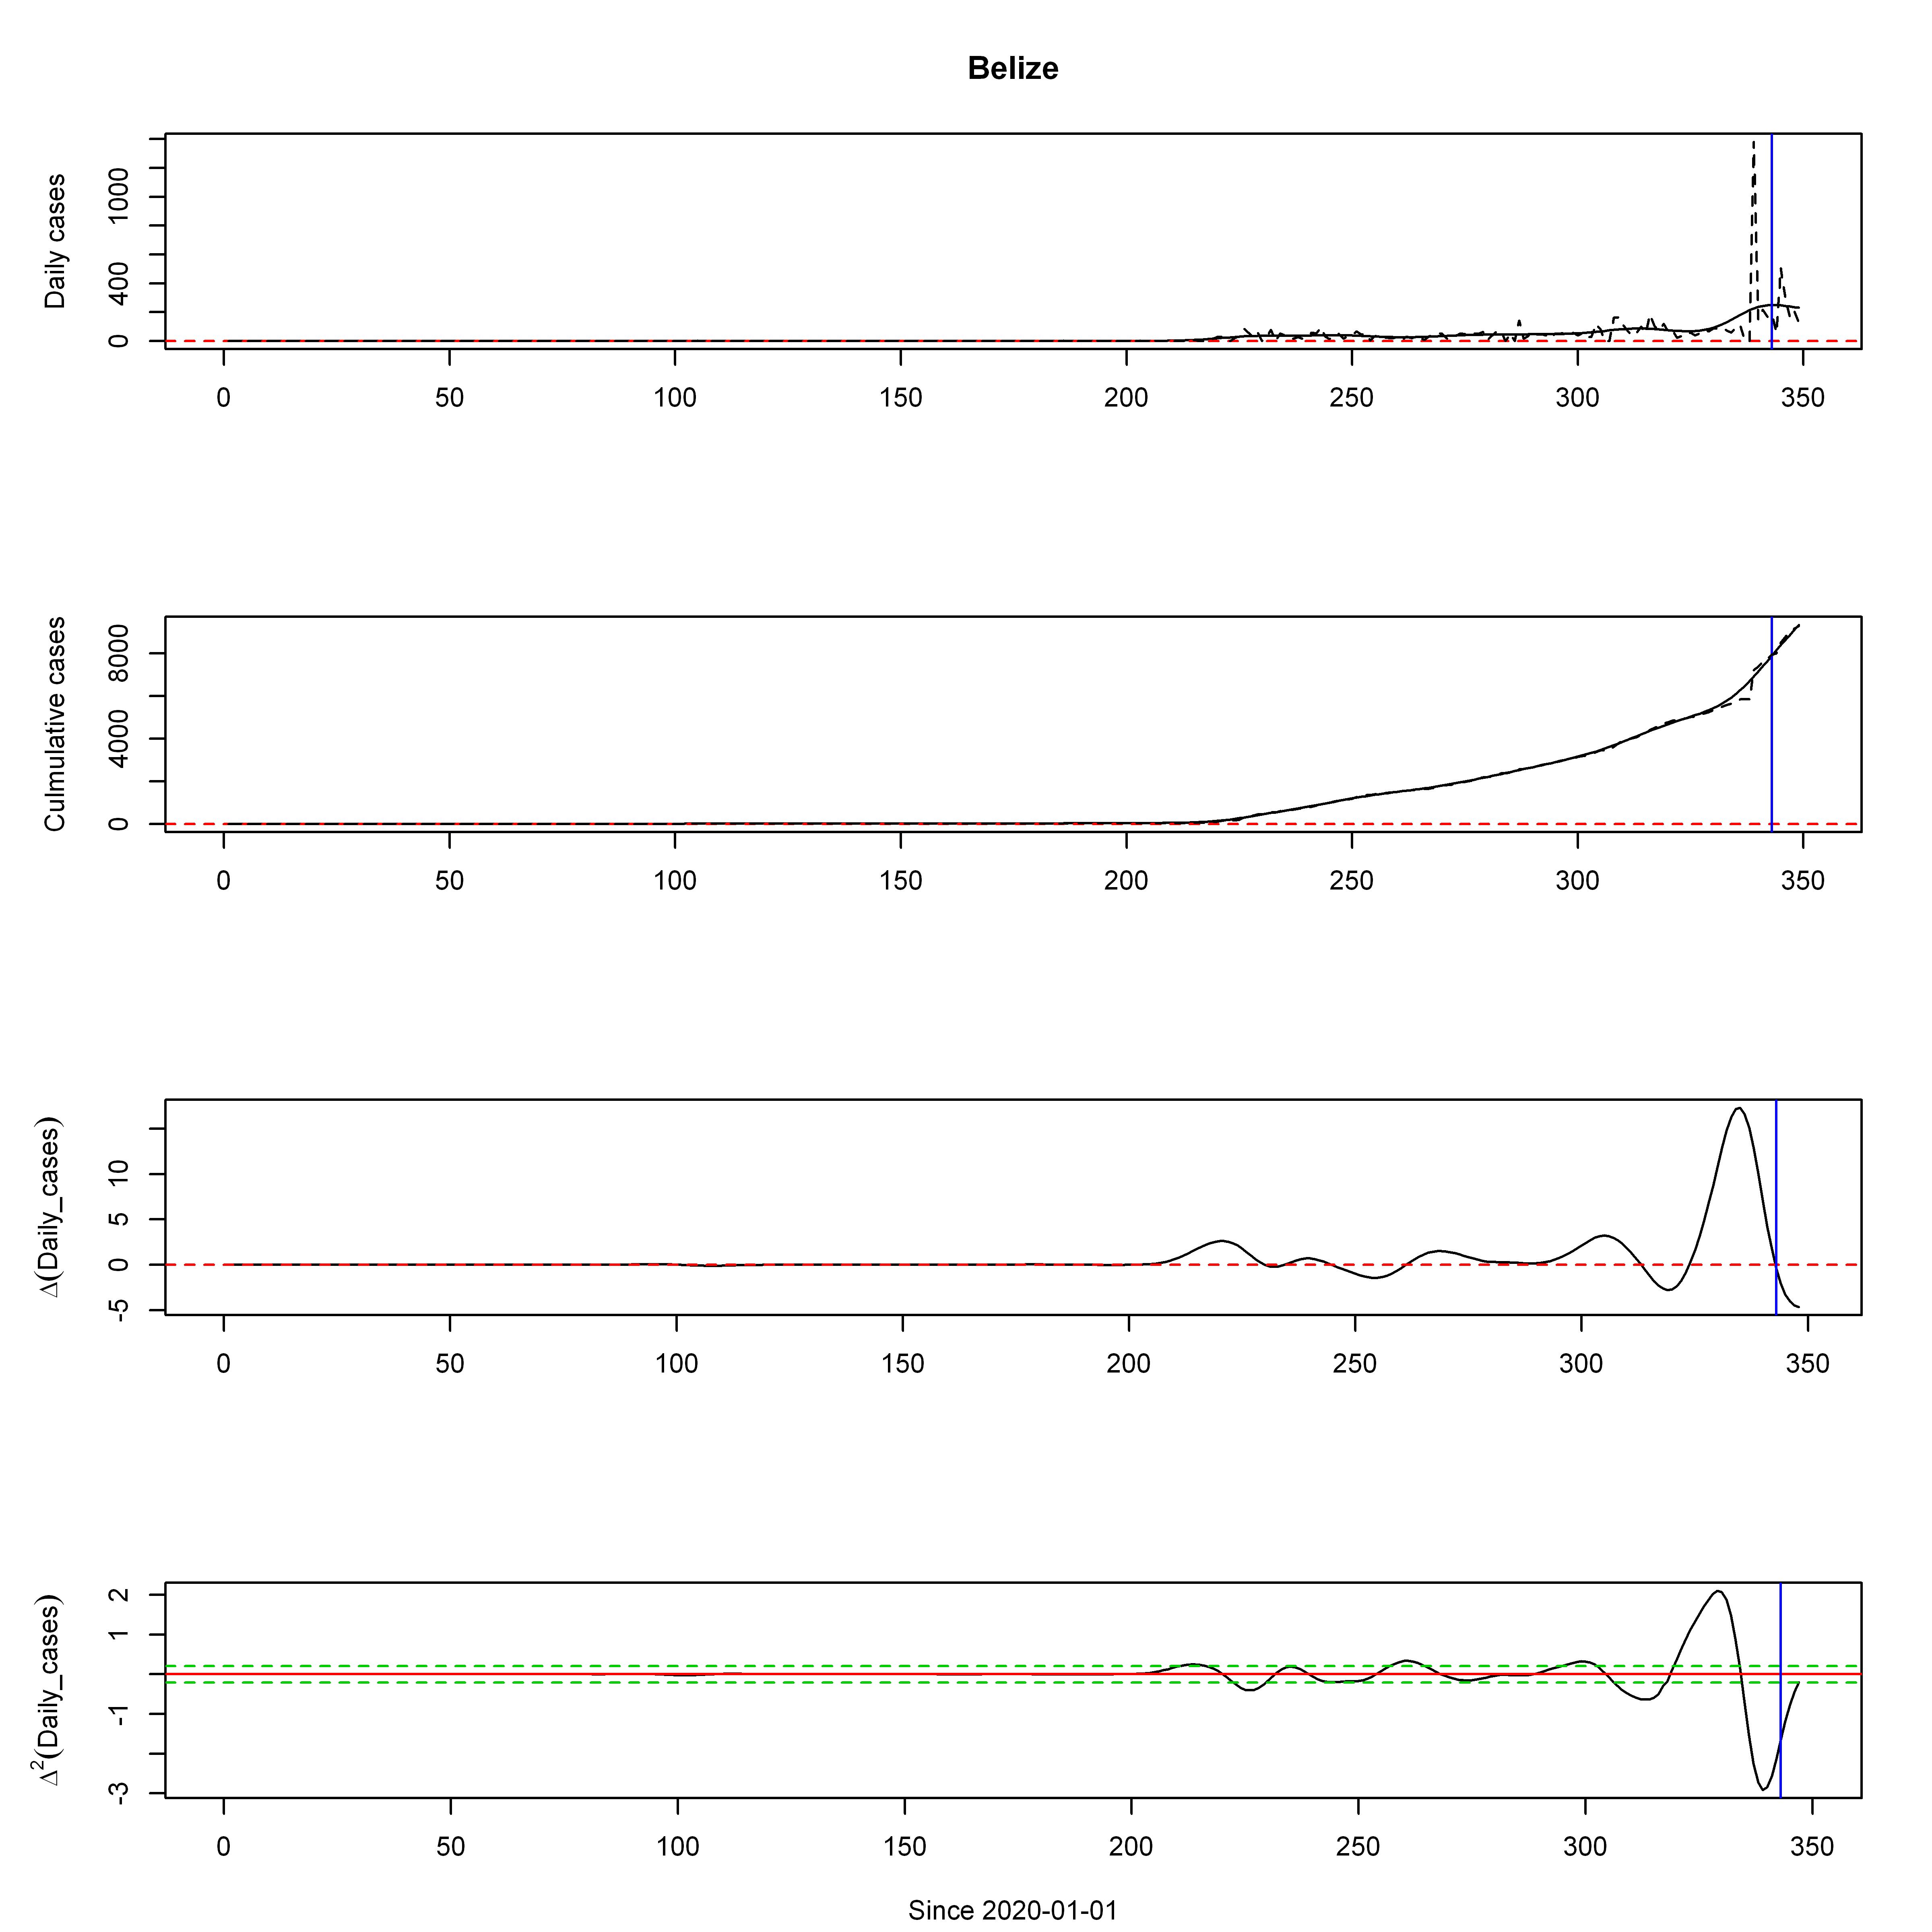 Belize
Daily cases
0 400 1000
0 50 100 150 200 250 300 350
Culmulative cases
0 4000 8000
0 50 100 150 200 250 300 350
Δ(Daily_cases)
-5 0 5 10
0 50 100 150 200 250 300 350
Δ²(Daily_cases)
-3 -1 1 2
0 50 100 150 200 250 300 350
Since 2020-01-01